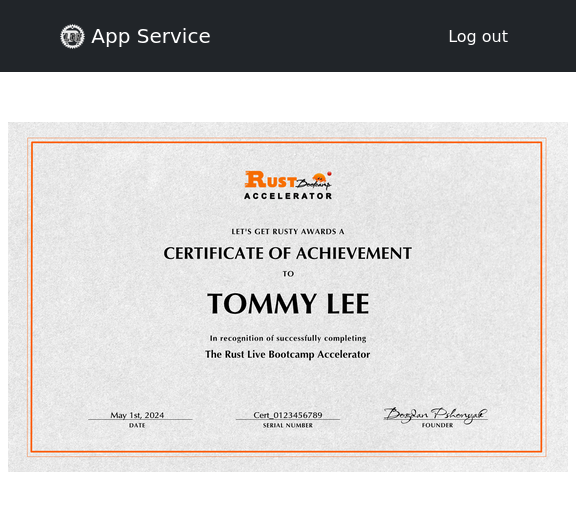 App Service
Log out
RUST Bootcamp
ACCELERATOR
LET'S GET RUSTY AWARDS A
CERTIFICATE OF ACHIEVEMENT
TO
TOMMY LEE
In recognition of successfully completing
The Rust Live Bootcamp Accelerator
May 1st, 2024 Cert_0123456789 Bogdan Pshonyak
DATE SERIAL NUMBER FOUNDER